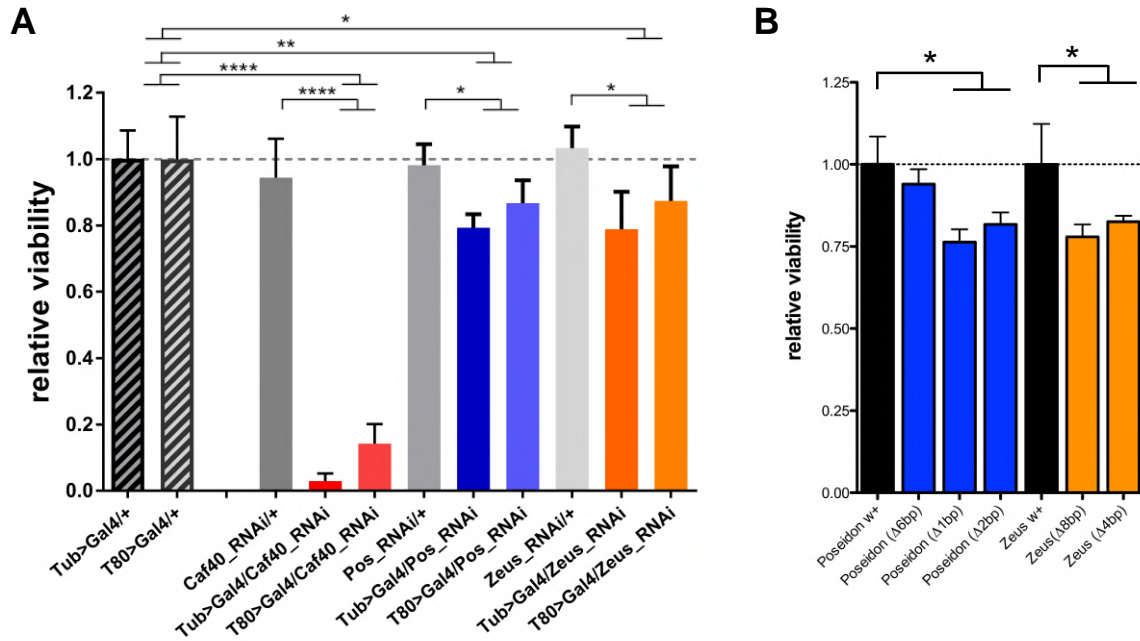 A
*
**
****
**** * *
relative viability
1.2
1.0
0.8
0.6
0.4
0.2
0.0
Tub>Gal4/+
T80>Gal4/+
Caf40_RNAi/+
Tub>Gal4/Caf40_RNAi
T80>Gal4/Caf40_RNAi
Pos_RNAi/+
Tub>Gal4/Pos_RNAi
T80>Gal4/Pos_RNAi
Zeus_RNAi/+
Tub>Gal4/Zeus_RNAi
T80>Gal4/Zeus_RNAi
B
* *
relative viability
1.25
1.00
0.75
0.50
0.25
0.00
Poseidon w+
Poseidon (Δ6bp)
Poseidon (Δ1bp)
Poseidon (Δ2bp)
Zeus w+
Zeus (Δ8bp)
Zeus (Δ4bp)